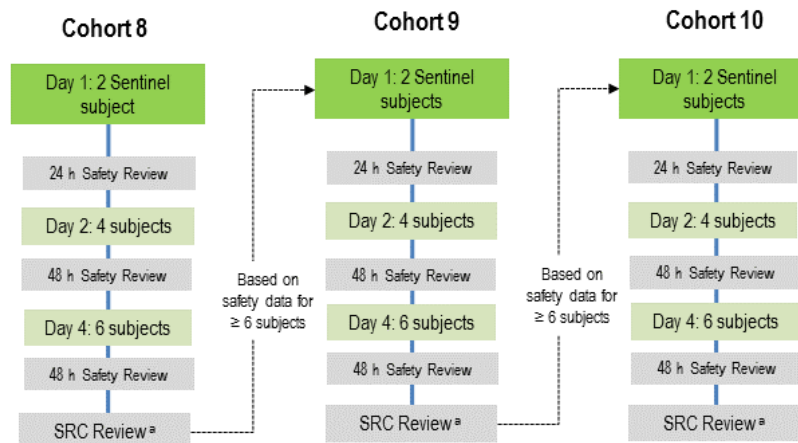 Cohort 8
Day 1: 2 Sentinel
subject
24 h Safety Review
Day 2: 4 subjects
48 h Safety Review
Day 4: 6 subjects
48 h Safety Review
SRC Review a
Based on
safety data for
≥ 6 subjects
Cohort 9
Day 1: 2 Sentinel
subjects
24 h Safety Review
Day 2: 4 subjects
48 h Safety Review
Day 4: 6 subjects
48 h Safety Review
SRC Review a
Based on
safety data for
≥ 6 subjects
Cohort 10
Day 1: 2 Sentinel
subjects
24 h Safety Review
Day 2: 4 subjects
48 h Safety Review
Day 4: 6 subjects
48 h Safety Review
SRC Review a